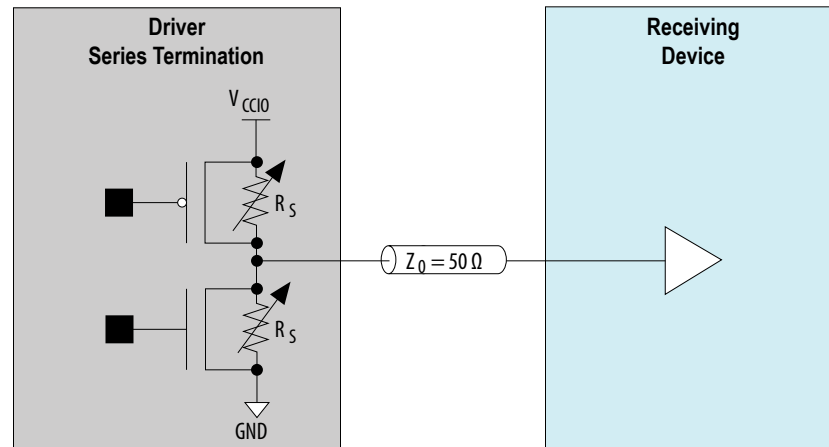 Driver
Series Termination
Receiving
Device
V CCIO
R S
Z 0 = 50 Ω
R S
GND